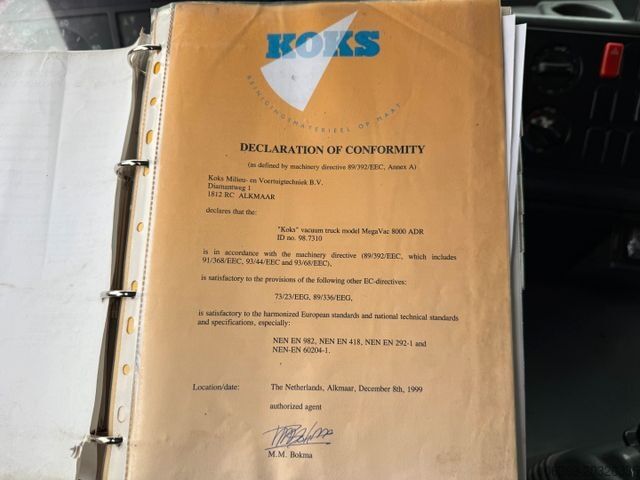 KOKS
REINIGINGSMATERIEEL OP MAAT
DECLARATION OF CONFORMITY
(as defined by machinery directive 89/392/EEC, Annex A)
Koks Milieu- en Voertuigtechniek B.V.
Diamantweg 1
1812 RC ALKMAAR
declares that the:
"Koks" vacuum truck model MegaVac 8000 ADR
ID no. 98.7310
is in accordance with the machinery directive (89/392/EEC, which includes
91/368/EEC, 93/44/EEC and 93/68/EEC),
is satisfactory to the provisions of the following other EC-directives:
73/23/EEG, 89/336/EEG,
is satisfactory to the harmonized European standards and national technical standards
and specifications, especially:
NEN EN 982, NEN EN 418, NEN EN 292-1 and
NEN-EN 60204-1.
Location/date: The Netherlands, Alkmaar, December 8th, 1999
authorized agent
M.M. Bokma